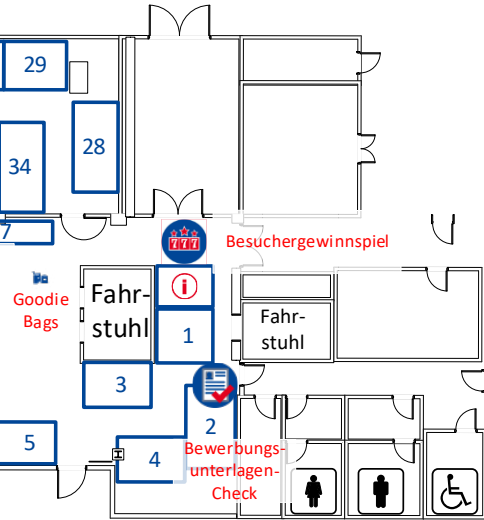 29
28
34
7
777
Besuchergewinnspiel
i
Goodie
Bags
Fahr-
stuhl
1
Fahr-
stuhl
3
2
5
4
Bewerbungs-
unterlagen-
Check